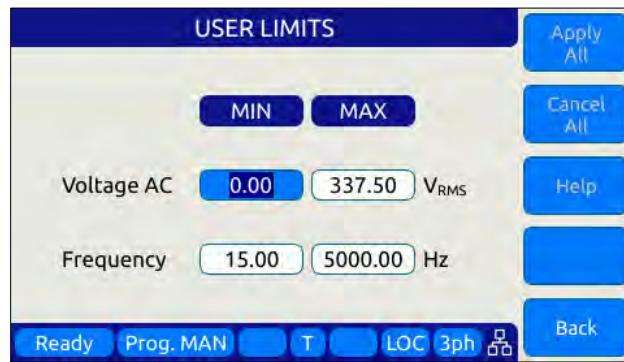 USER LIMITS
Apply
All
MIN MAX
Cancel
All
Voltage AC 0.00 337.50 VRMS
Help
Frequency 15.00 5000.00 Hz
Ready Prog. MAN T LOC 3ph
Back